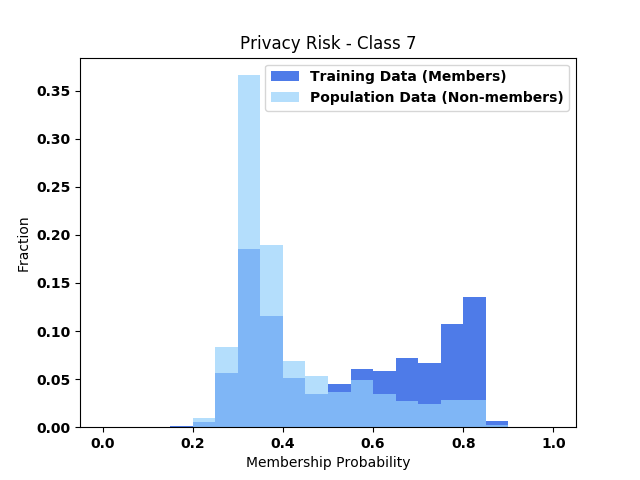 Privacy Risk - Class 7
Training Data (Members)
Population Data (Non-members)
0.35
0.30
0.25
0.20
0.15
0.10
0.05
0.00
Fraction
0.0 0.2 0.4 0.6 0.8 1.0
Membership Probability